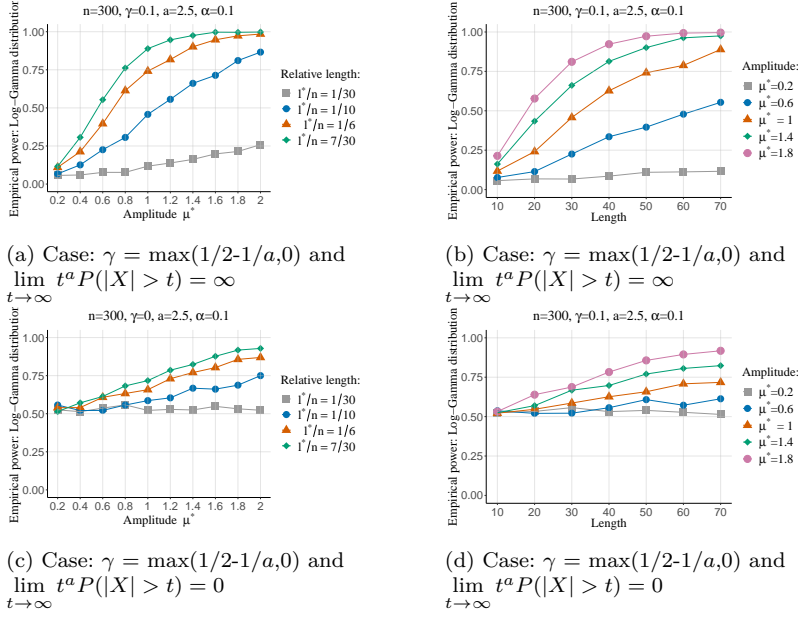 n=300, γ=0.1, a=2.5, α=0.1
Empirical power: Log−Gamma distribution
1.00
0.75
0.50
0.25
0.00
0.2 0.4 0.6 0.8 1 1.2 1.4 1.6 1.8 2
Amplitude μ*
Relative length:
l*/n = 1/30
l*/n = 1/10
l*/n = 1/6
l*/n = 7/30
(a) Case: γ = max(1/2-1/a,0) and
lim t^a P(|X| > t) = ∞
t→∞
n=300, γ=0.1, a=2.5, α=0.1
Empirical power: Log−Gamma distribution
1.00
0.75
0.50
0.25
0.00
10 20 30 40 50 60 70
Length
Amplitude:
μ*=0.2
μ*=0.6
μ* = 1
μ*=1.4
μ*=1.8
(b) Case: γ = max(1/2-1/a,0) and
lim t^a P(|X| > t) = ∞
t→∞
n=300, γ=0, a=2.5, α=0.1
Empirical power: Log−Gamma distribution
1.00
0.75
0.50
0.25
0.00
0.2 0.4 0.6 0.8 1 1.2 1.4 1.6 1.8 2
Amplitude μ*
Relative length:
l*/n = 1/30
l*/n = 1/10
l*/n = 1/6
l*/n = 7/30
(c) Case: γ = max(1/2-1/a,0) and
lim t^a P(|X| > t) = 0
t→∞
n=300, γ=0.1, a=2.5, α=0.1
Empirical power: Log−Gamma distribution
1.00
0.75
0.50
0.25
0.00
10 20 30 40 50 60 70
Length
Amplitude:
μ*=0.2
μ*=0.6
μ* = 1
μ*=1.4
μ*=1.8
(d) Case: γ = max(1/2-1/a,0) and
lim t^a P(|X| > t) = 0
t→∞